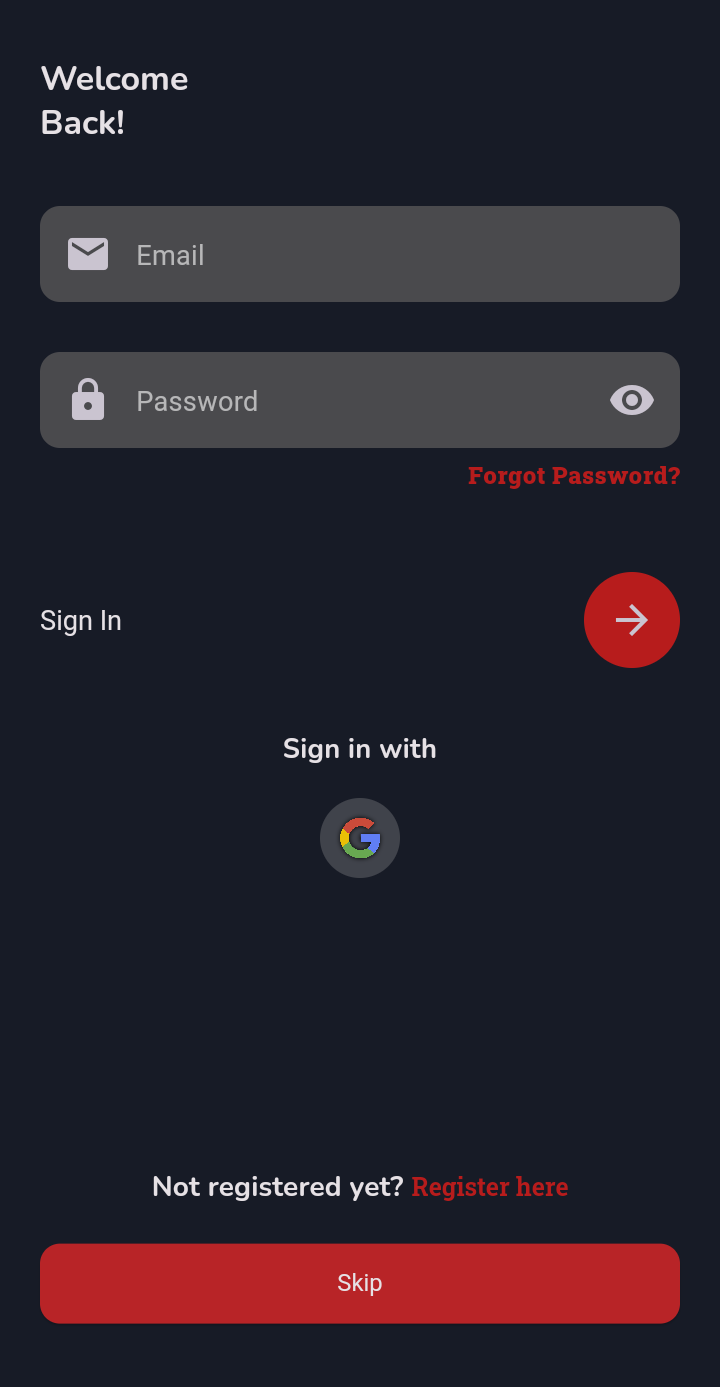 Welcome
Back!
Email
Password
Forgot Password?
Sign In
Sign in with
Not registered yet? Register here
Skip